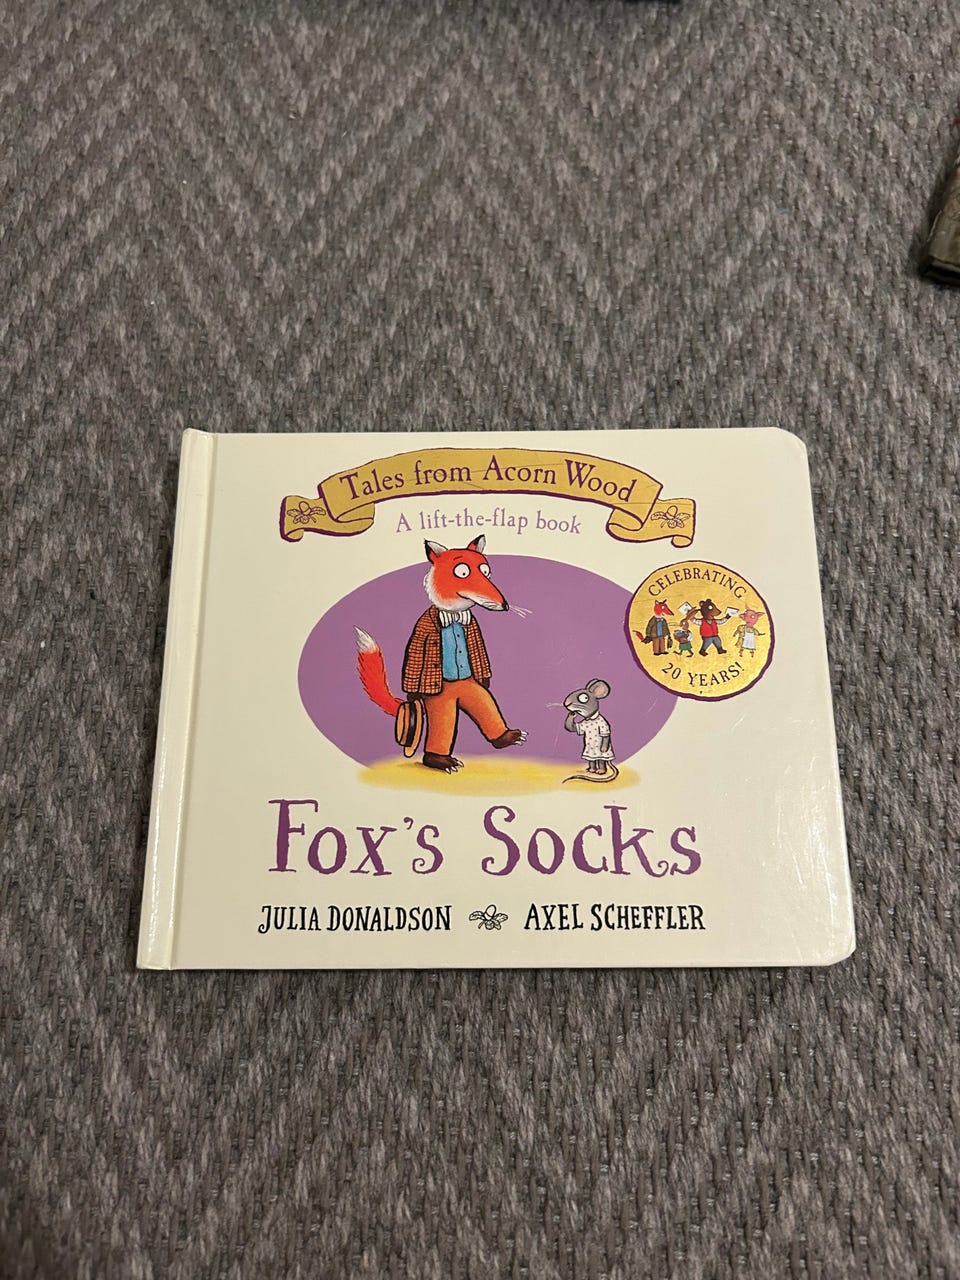 Tales from Acorn Wood
A lift-the-flap book
CELEBRATING
20 YEARS!
Fox's Socks
JULIA DONALDSON AXEL SCHEFFLER